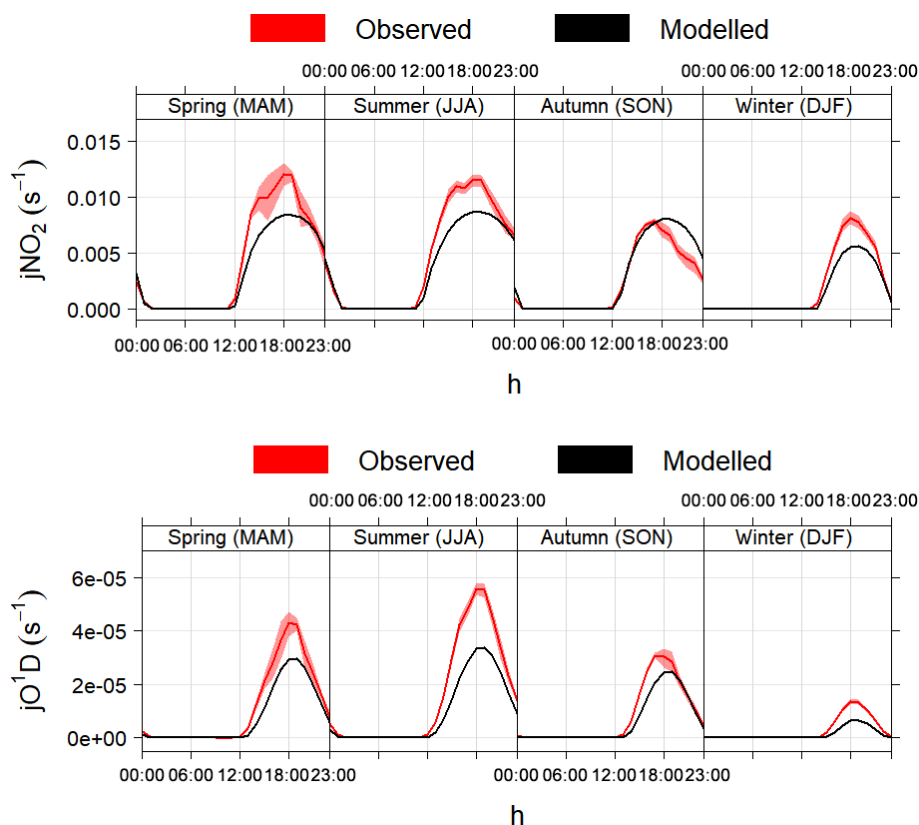 Observed Modelled
00:00 06:00 12:00 18:00 23:00 00:00 06:00 12:00 18:00 23:00
Spring (MAM) Summer (JJA) Autumn (SON) Winter (DJF)
jNO₂ (s⁻¹)
0.015
0.010
0.005
0.000
00:00 06:00 12:00 18:00 23:00 00:00 06:00 12:00 18:00 23:00
h
Observed Modelled
00:00 06:00 12:00 18:00 23:00 00:00 06:00 12:00 18:00 23:00
Spring (MAM) Summer (JJA) Autumn (SON) Winter (DJF)
jO¹D (s⁻¹)
6e-05
4e-05
2e-05
0e+00
00:00 06:00 12:00 18:00 23:00 00:00 06:00 12:00 18:00 23:00
h